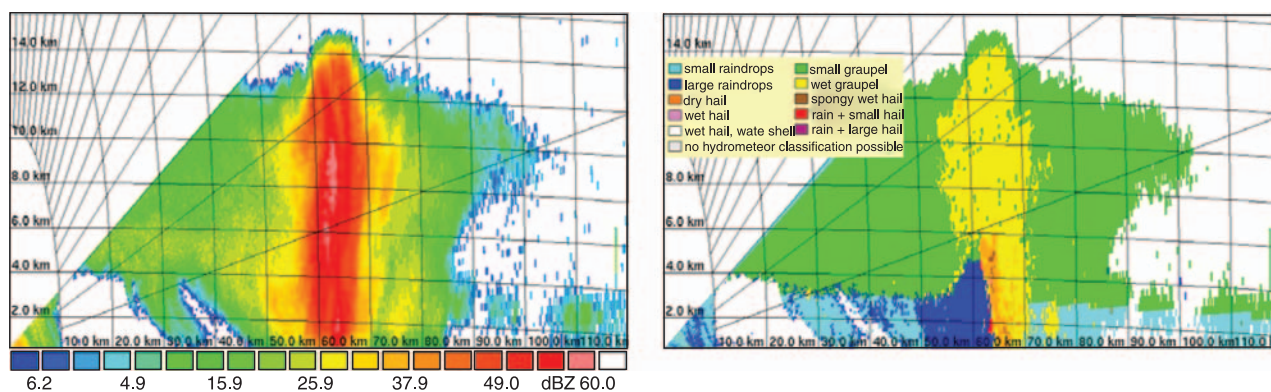 14.0 km
12.0 km
10.0 km
8.0 km
6.0 km
4.0 km
2.0 km
10.0 km 20.0 km 30.0 km 40.0 km 50.0 km 60.0 km 70.0 km 80.0 km 90.0 km 100.0 km
6.2 4.9 15.9 25.9 37.9 49.0 dBZ 60.0
14.0 km
small raindrops small graupel
large raindrops wet graupel
dry hail spongy wet hail
wet hail rain + small hail
wet hail, wate shell rain + large hail
no hydrometeor classification possible
8.0 km
6.0 km
4.0 km
2.0 km
10.0 km 20.0 km 30.0 km 40.0 km 50.0 km 60.0 km 70.0 km 80.0 km 90.0 km 100.0 km